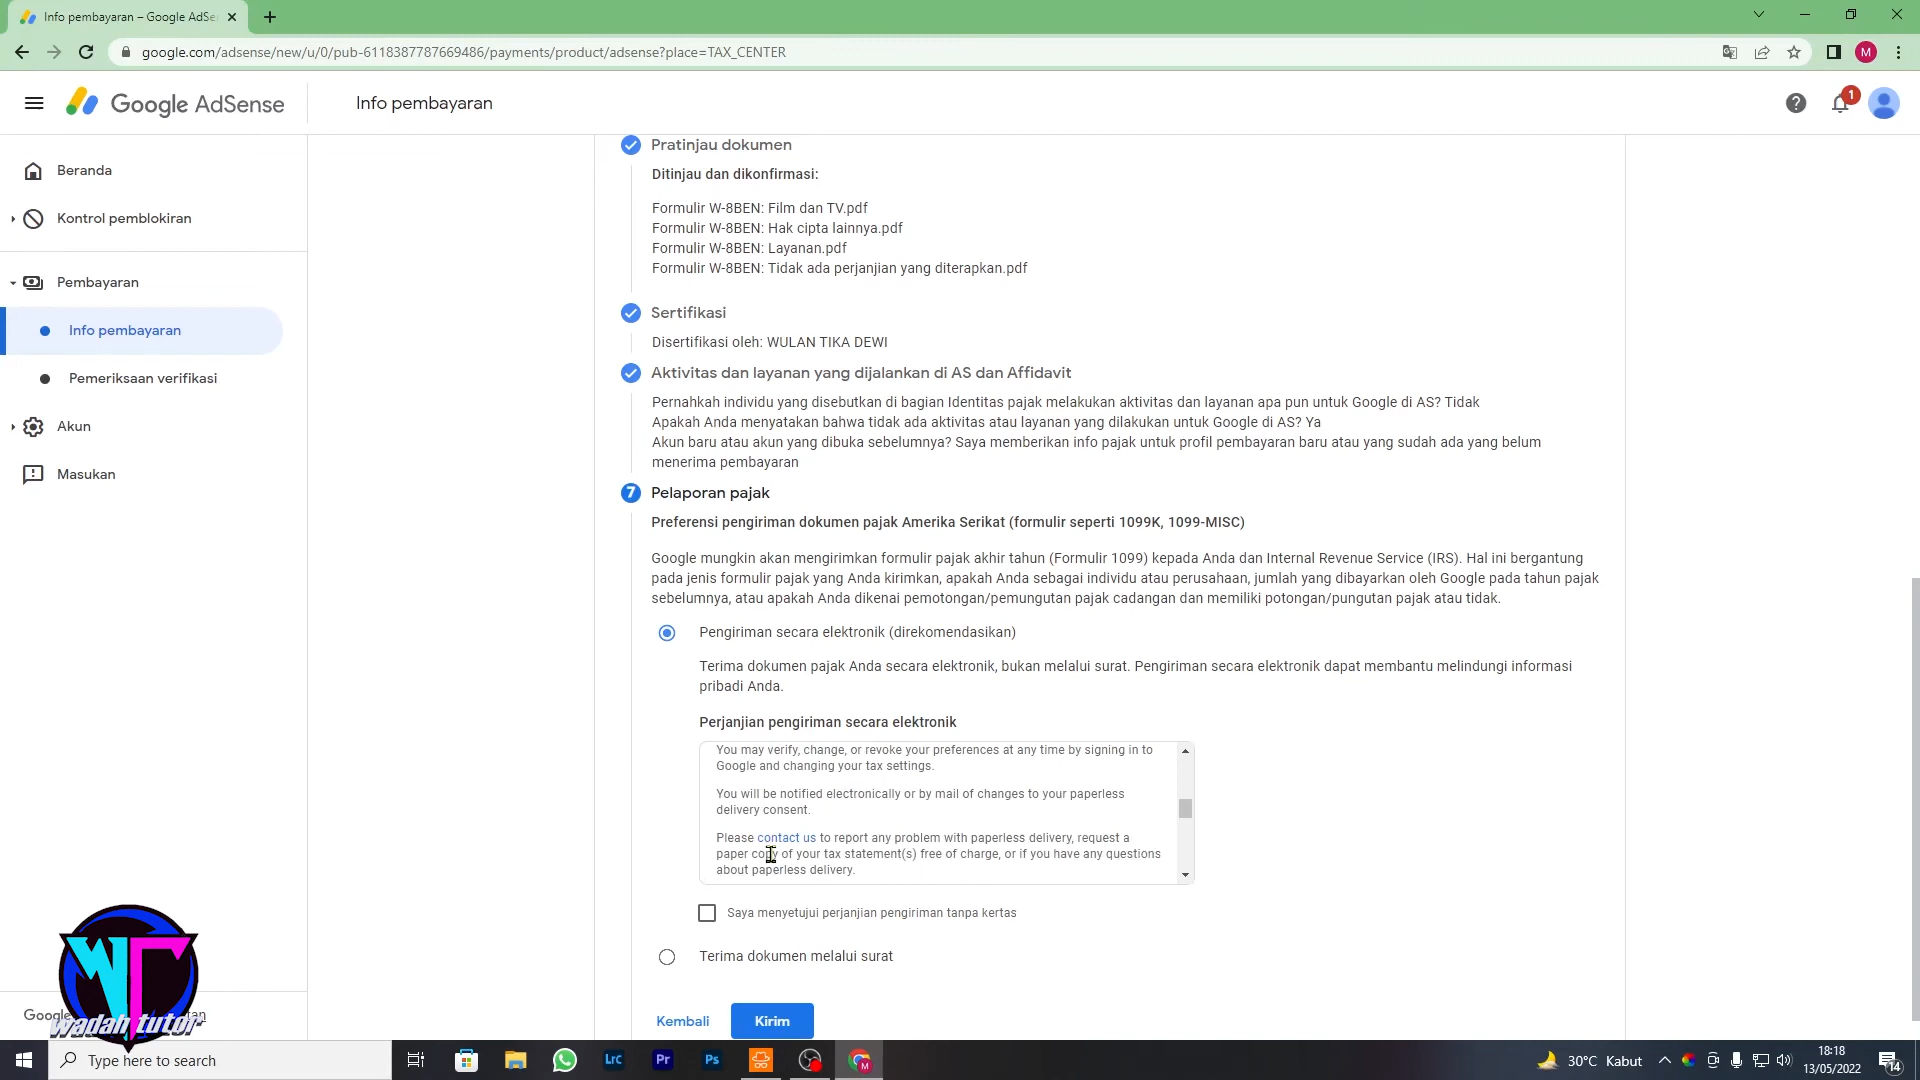 Info pembayaran – Google AdSe
google.com/adsense/new/u/0/pub-6118387787669486/payments/product/adsense?place=TAX_CENTER
M
Google AdSense
Info pembayaran
1
Beranda
Kontrol pemblokiran
Pembayaran
Info pembayaran
Pemeriksaan verifikasi
Akun
Masukan
Google
Pratinjau dokumen
Ditinjau dan dikonfirmasi:
Formulir W-8BEN: Film dan TV.pdf
Formulir W-8BEN: Hak cipta lainnya.pdf
Formulir W-8BEN: Layanan.pdf
Formulir W-8BEN: Tidak ada perjanjian yang diterapkan.pdf
Sertifikasi
Disertifikasi oleh: WULAN TIKA DEWI
Aktivitas dan layanan yang dijalankan di AS dan Affidavit
Pernahkah individu yang disebutkan di bagian Identitas pajak melakukan aktivitas dan layanan apa pun untuk Google di AS? Tidak
Apakah Anda menyatakan bahwa tidak ada aktivitas atau layanan yang dilakukan untuk Google di AS? Ya
Akun baru atau akun yang dibuka sebelumnya? Saya memberikan info pajak untuk profil pembayaran baru atau yang sudah ada yang belum
menerima pembayaran
7 Pelaporan pajak
Preferensi pengiriman dokumen pajak Amerika Serikat (formulir seperti 1099K, 1099-MISC)
Google mungkin akan mengirimkan formulir pajak akhir tahun (Formulir 1099) kepada Anda dan Internal Revenue Service (IRS). Hal ini bergantung
pada jenis formulir pajak yang Anda kirimkan, apakah Anda sebagai individu atau perusahaan, jumlah yang dibayarkan oleh Google pada tahun pajak
sebelumnya, atau apakah Anda dikenai pemotongan/pemungutan pajak cadangan dan memiliki potongan/pungutan pajak atau tidak.
Pengiriman secara elektronik (direkomendasikan)
Terima dokumen pajak Anda secara elektronik, bukan melalui surat. Pengiriman secara elektronik dapat membantu melindungi informasi
pribadi Anda.
Perjanjian pengiriman secara elektronik
You may verify, change, or revoke your preferences at any time by signing in to
Google and changing your tax settings.
You will be notified electronically or by mail of changes to your paperless
delivery consent.
Please contact us to report any problem with paperless delivery, request a
paper copy of your tax statement(s) free of charge, or if you have any questions
about paperless delivery.
Saya menyetujui perjanjian pengiriman tanpa kertas
Terima dokumen melalui surat
Kembali
Kirim
WT
wadah tutor
Type here to search
Lrc
Pr
Ps
M
30°C Kabut
18:18
13/05/2022
14